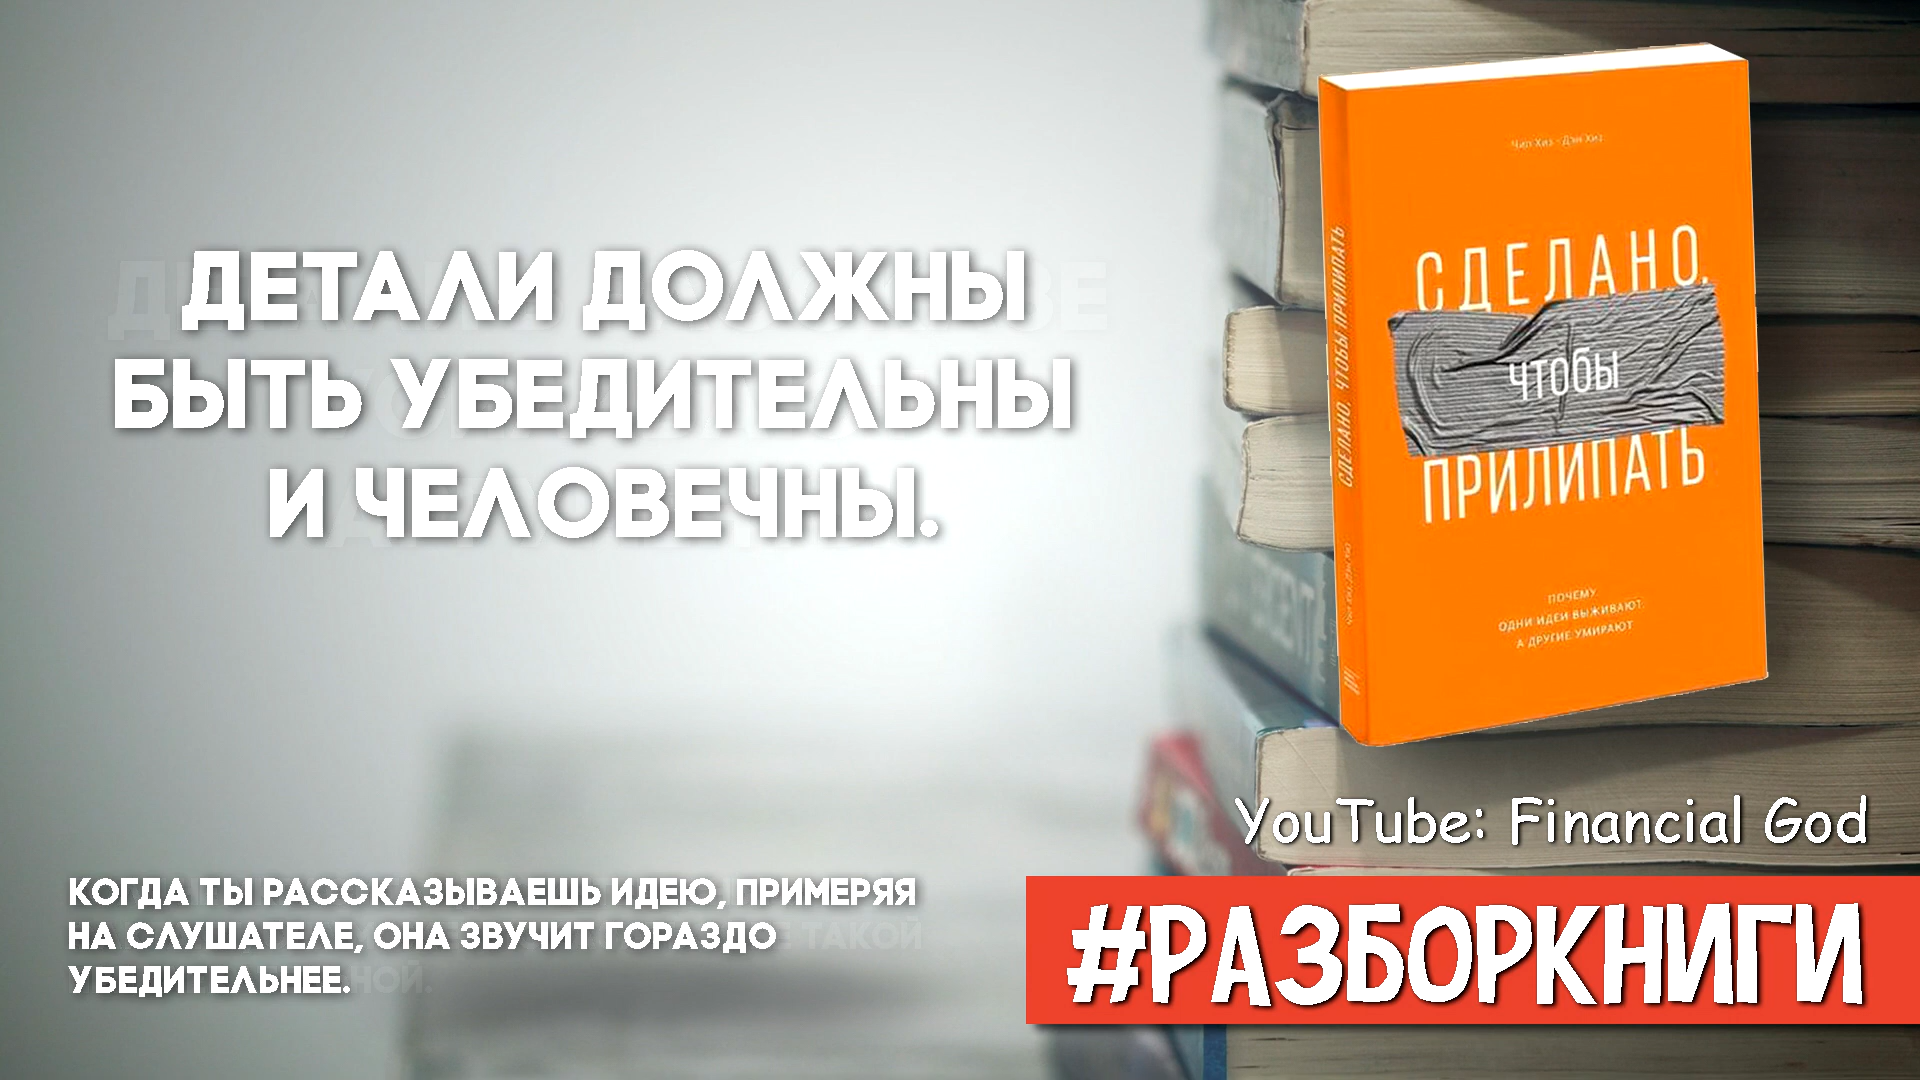 ДЕТАЛИ ДОЛЖНЫ
БЫТЬ УБЕДИТЕЛЬНЫ
И ЧЕЛОВЕЧНЫ.
Чип Хиз · Дэн Хиз
СДЕЛАНО,
чтобы
ПРИЛИПАТЬ
ПОЧЕМУ
ОДНИ ИДЕИ ВЫЖИВАЮТ,
А ДРУГИЕ УМИРАЮТ
СДЕЛАНО, ЧТОБЫ ПРИЛИПАТЬ
YouTube: Financial God
КОГДА ТЫ РАССКАЗЫВАЕШЬ ИДЕЮ, ПРИМЕРЯЯ
НА СЛУШАТЕЛЕ, ОНА ЗВУЧИТ ГОРАЗДО
УБЕДИТЕЛЬНЕЕ.
#РАЗБОРКНИГИ